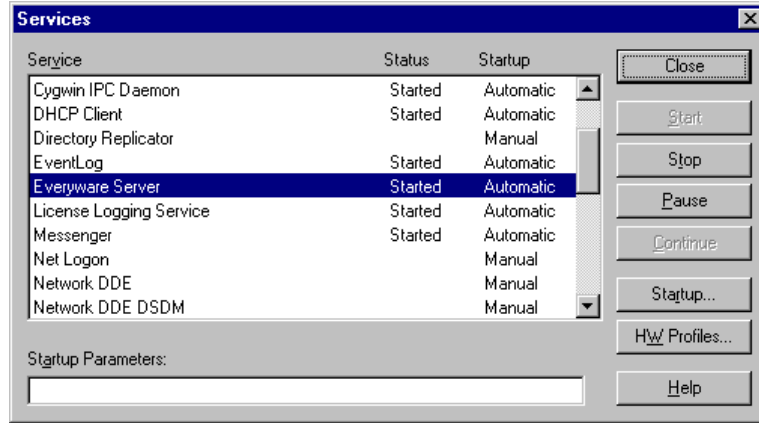 Services
Service Status Startup
Cygwin IPC Daemon Started Automatic
DHCP Client Started Automatic
Directory Replicator Manual
EventLog Started Automatic
Everyware Server Started Automatic
License Logging Service Started Automatic
Messenger Started Automatic
Net Logon Manual
Network DDE Manual
Network DDE DSDM Manual
Startup Parameters:
Close
Start
Stop
Pause
Continue
Startup...
HW Profiles...
Help